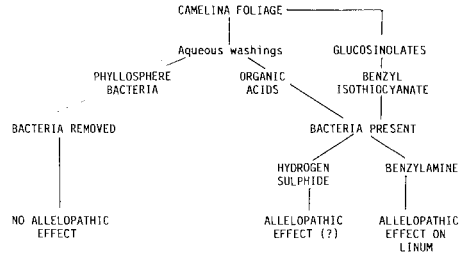 CAMELINA FOLIAGE
Aqueous washings
GLUCOSINOLATES
PHYLLOSPHERE
BACTERIA
ORGANIC
ACIDS
BENZYL
ISOTHIOCYANATE
BACTERIA REMOVED
BACTERIA PRESENT
HYDROGEN
SULPHIDE
BENZYLAMINE
NO ALLELOPATHIC
EFFECT
ALLELOPATHIC
EFFECT (?)
ALLELOPATHIC
EFFECT ON
LINUM